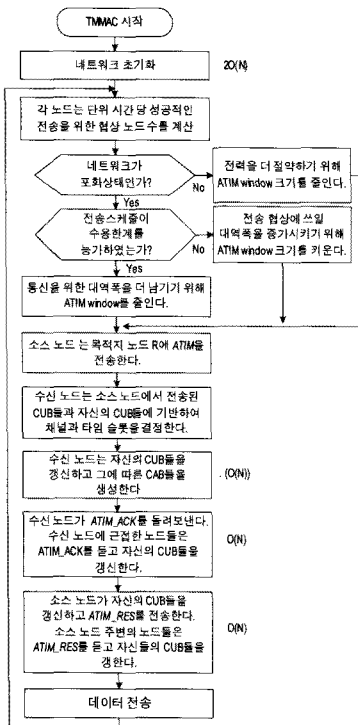 TMMAC 시작
네트워크 초기화
2O(N)
각 노드는 단위 시간 당 성공적인
전송을 위한 협상 노드 수를 계산
네트워크가
포화상태인가?
No
전력을 더 절약하기 위해
ATIM window 크기를 줄인다.
Yes
전송스케줄이
수용한계를
능가하였는가?
No
전송 협상에 쓰일
대역폭을 증가시키기 위해
ATIM window 크기를 키운다.
Yes
통신을 위한 대역폭을 더 남기기 위해
ATIM window를 줄인다.
소스 노드 는 목적지 노드 R에 ATIM을
전송한다.
수신 노드는 소스 노드에서 전송된
CUB들과 자신의 CUB들에 기반하여
채널과 타임 슬롯을 결정한다.
수신 노드는 자신의 CUB들을
갱신하고 그에 따른 CAB들을
생성한다
(O(N))
수신 노드가 ATIM_ACK를 돌려보낸다.
수신 노드에 근접한 노드들은
ATIM_ACK를 듣고 자신의 CUB들을
갱신한다.
O(N)
소스 노드가 자신의 CUB들을
갱신하고 ATIM_RES를 전송한다.
소스 노드 주변의 노드들은
ATIM_RES를 듣고 자신들의 CUB들을
갱한다.
O(N)
데이터 전송